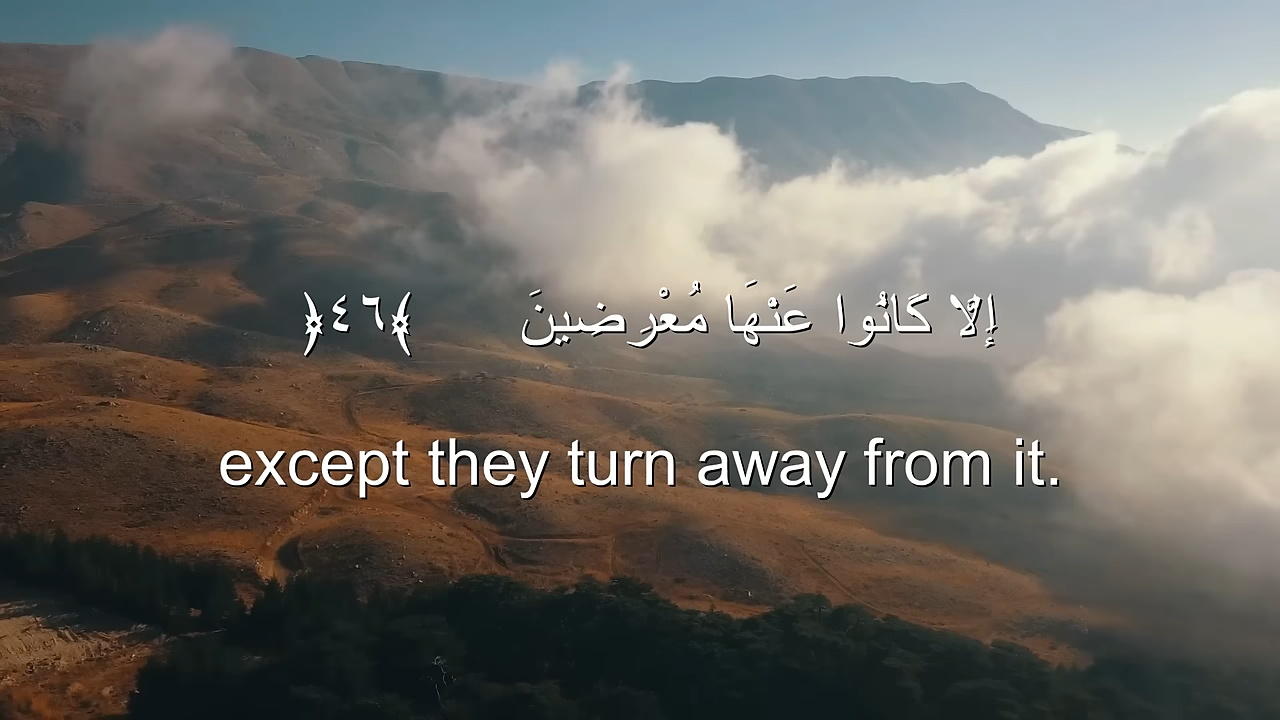 إِلَّا كَانُوا عَنْهَا مُعْرِضِينَ ﴿٤٦﴾
except they turn away from it.